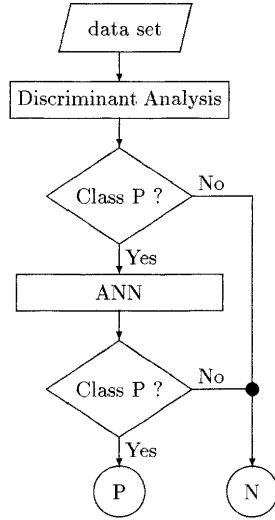 data set
Discriminant Analysis
Class P ?
No
Yes
ANN
Class P ?
No
Yes
P
N